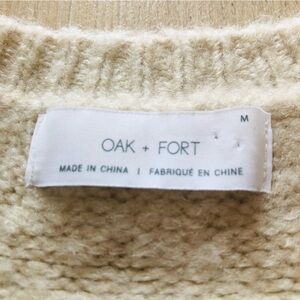 M
OAK + FORT
MADE IN CHINA | FABRIQUÉ EN CHINE